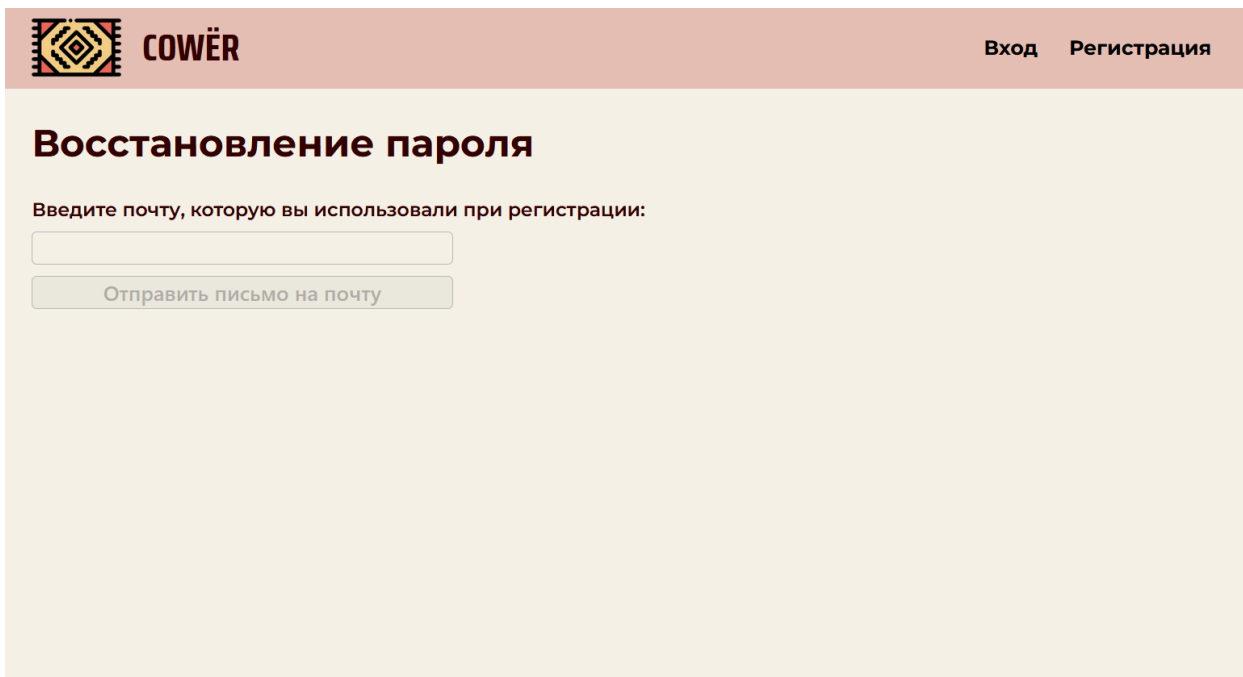 COWЁR
Вход Регистрация
Восстановление пароля
Введите почту, которую вы использовали при регистрации:
Отправить письмо на почту